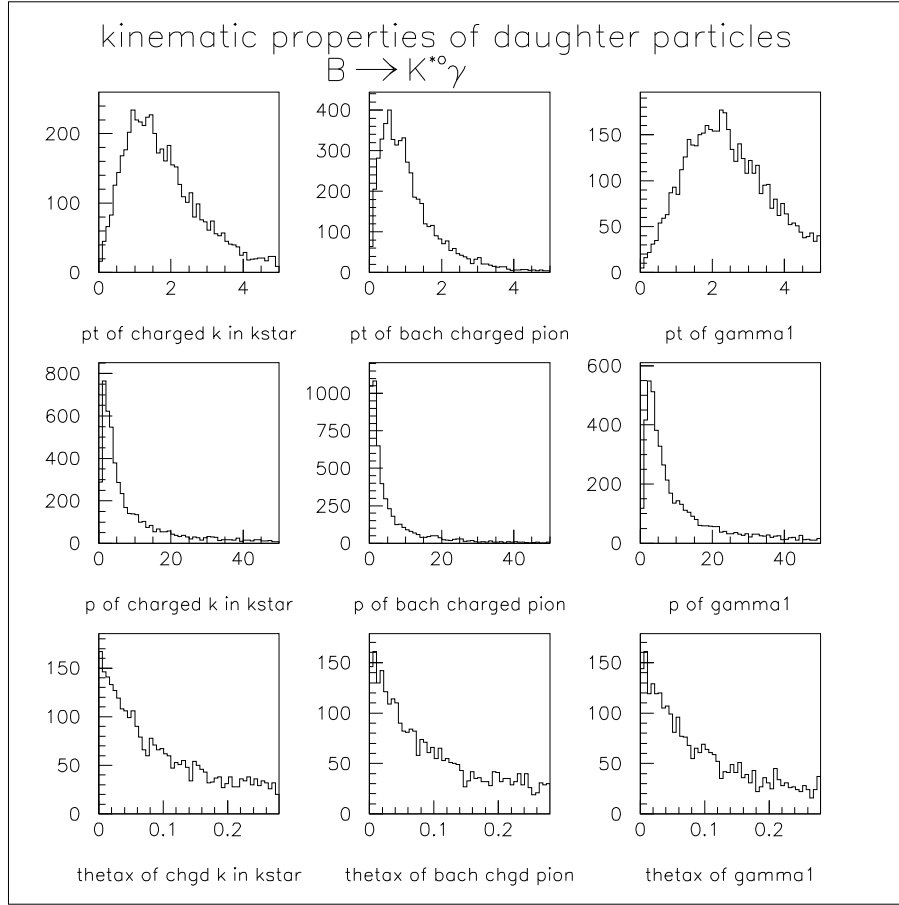 kinematic properties of daughter particles
B → K*⁰γ
200
100
0
0 2 4
pt of charged k in kstar
400
300
200
100
0
0 2 4
pt of bach charged pion
150
100
50
0
0 2 4
pt of gamma1
800
600
400
200
0
0 20 40
p of charged k in kstar
1000
750
500
250
0
0 20 40
p of bach charged pion
600
400
200
0
0 20 40
p of gamma1
150
100
50
0
0 0.1 0.2
thetax of chgd k in kstar
150
100
50
0
0 0.1 0.2
thetax of bach chgd pion
150
100
50
0
0 0.1 0.2
thetax of gamma1